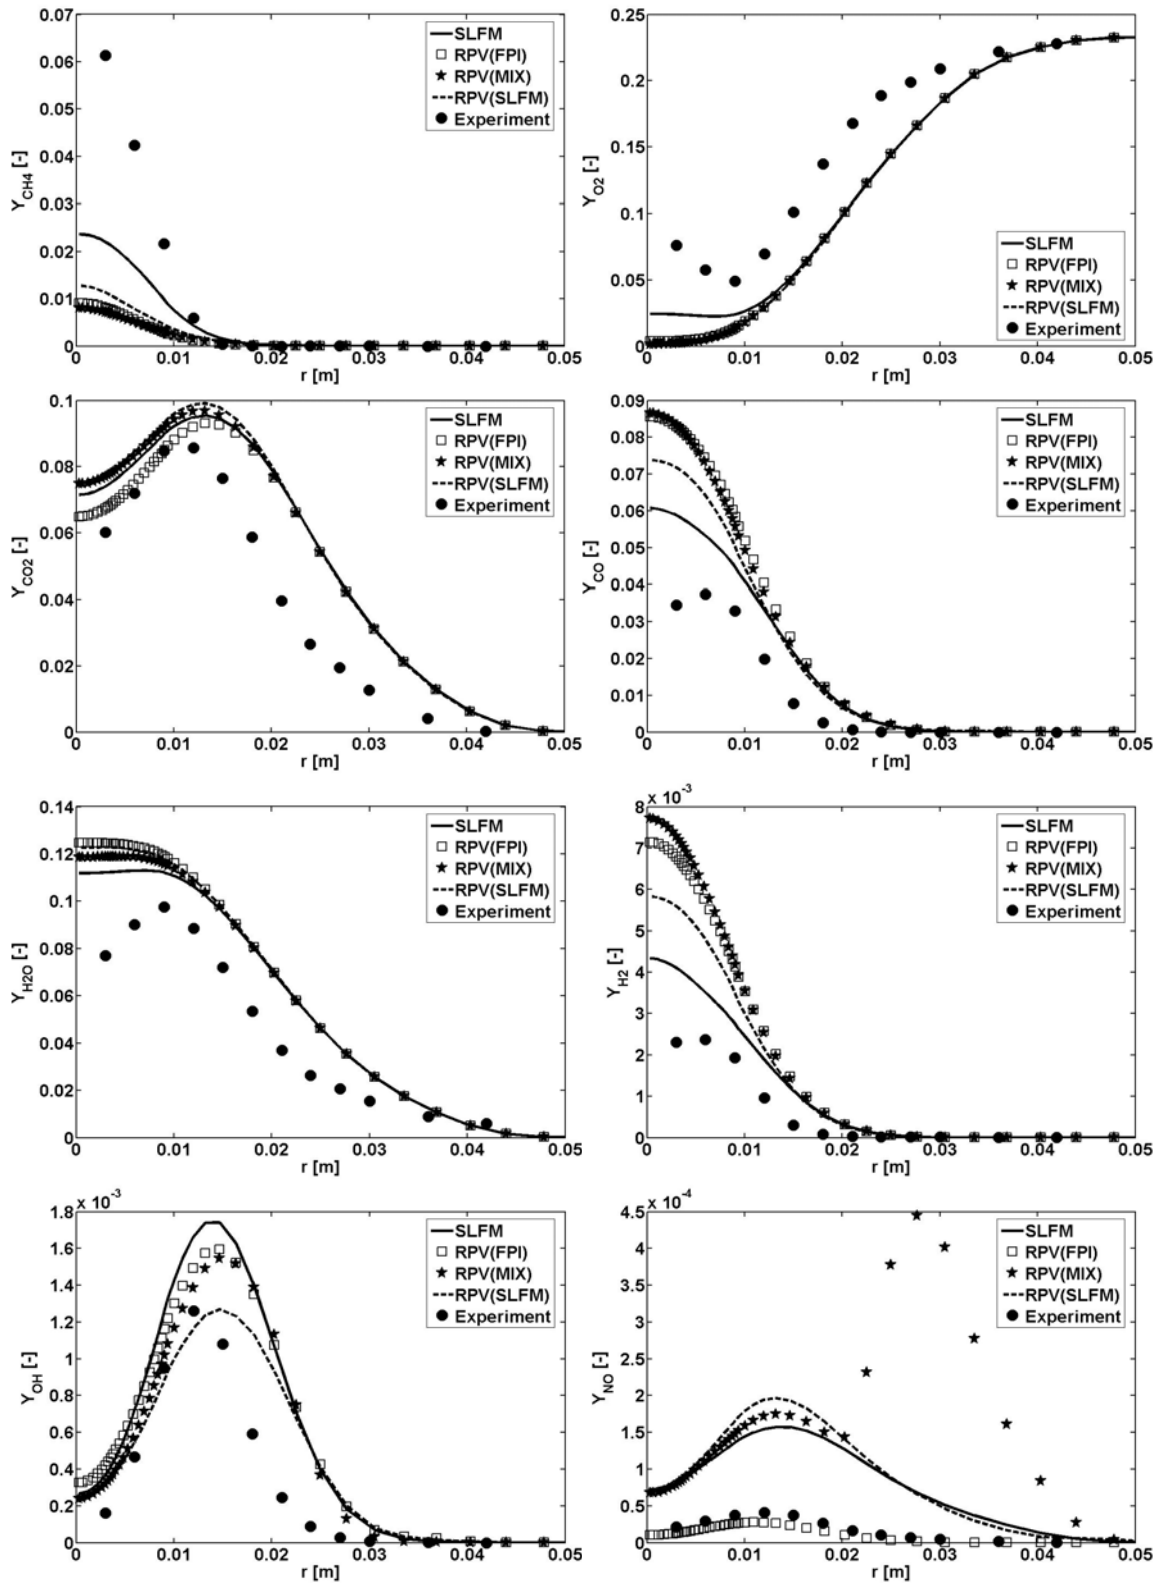 0.07
0.06
0.05
0.04
0.03
0.02
0.01
0
Y_CH4 [-]
SLFM
RPV(FPI)
RPV(MIX)
RPV(SLFM)
Experiment
0 0.01 0.02 0.03 0.04 0.05
r [m]
0.25
0.2
0.15
0.1
0.05
0
Y_O2 [-]
SLFM
RPV(FPI)
RPV(MIX)
RPV(SLFM)
Experiment
0 0.01 0.02 0.03 0.04 0.05
r [m]
0.1
0.08
0.06
0.04
0.02
0
Y_CO2 [-]
SLFM
RPV(FPI)
RPV(MIX)
RPV(SLFM)
Experiment
0 0.01 0.02 0.03 0.04 0.05
r [m]
0.09
0.08
0.07
0.06
0.05
0.04
0.03
0.02
0.01
0
Y_CO [-]
SLFM
RPV(FPI)
RPV(MIX)
RPV(SLFM)
Experiment
0 0.01 0.02 0.03 0.04 0.05
r [m]
0.14
0.12
0.1
0.08
0.06
0.04
0.02
0
Y_H2O [-]
SLFM
RPV(FPI)
RPV(MIX)
RPV(SLFM)
Experiment
0 0.01 0.02 0.03 0.04 0.05
r [m]
x 10^-3
8
7
6
5
4
3
2
1
0
Y_H2 [-]
SLFM
RPV(FPI)
RPV(MIX)
RPV(SLFM)
Experiment
0 0.01 0.02 0.03 0.04 0.05
r [m]
x 10^-3
1.8
1.6
1.4
1.2
1
0.8
0.6
0.4
0.2
0
Y_OH [-]
SLFM
RPV(FPI)
RPV(MIX)
RPV(SLFM)
Experiment
0 0.01 0.02 0.03 0.04 0.05
r [m]
x 10^-4
4.5
4
3.5
3
2.5
2
1.5
1
0.5
0
Y_NO [-]
SLFM
RPV(FPI)
RPV(MIX)
RPV(SLFM)
Experiment
0 0.01 0.02 0.03 0.04 0.05
r [m]